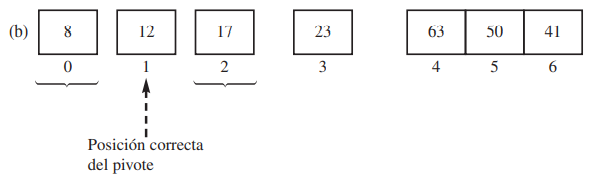 (b) 8 12 17 23 63 50 41
0 1 2 3 4 5 6
Posición correcta
del pivote